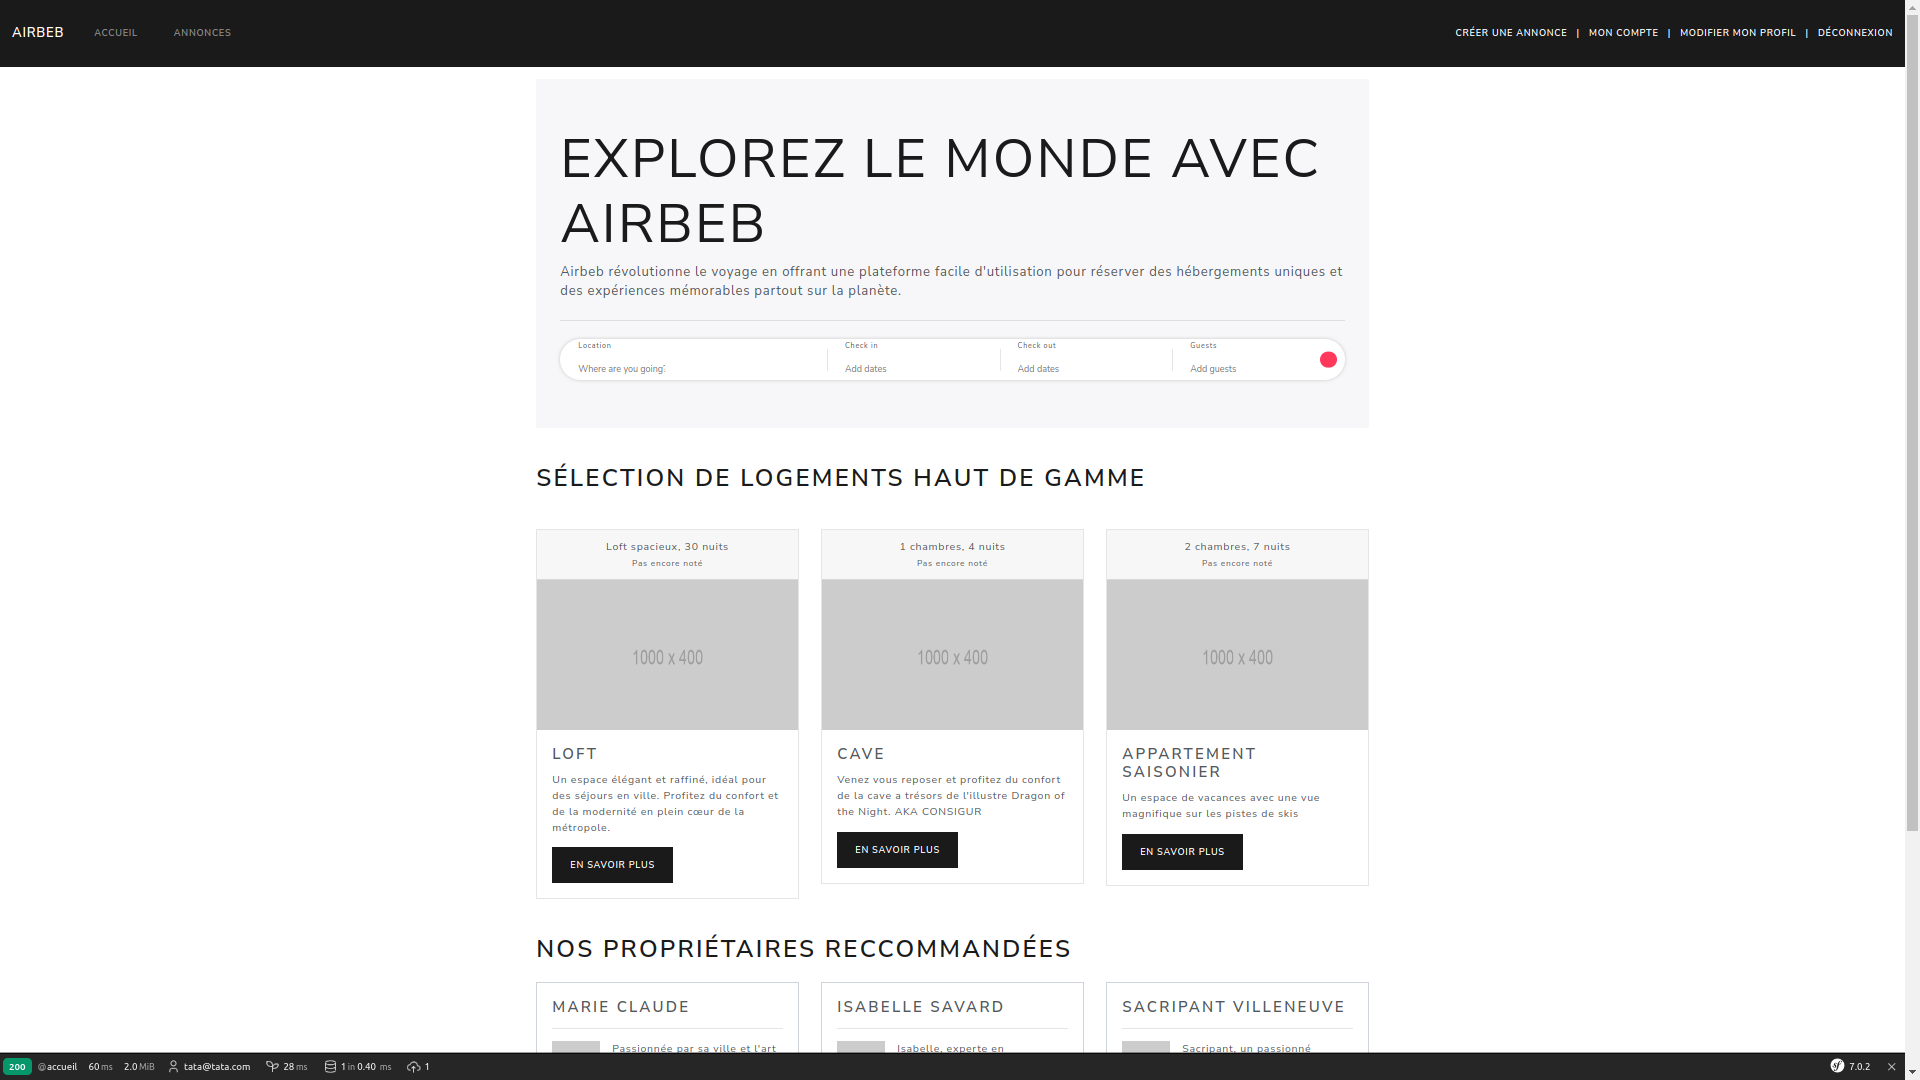 AIRBEB ACCUEIL ANNONCES CRÉER UNE ANNONCE | MON COMPTE | MODIFIER MON PROFIL | DÉCONNEXION
EXPLOREZ LE MONDE AVEC
AIRBEB
Airbeb révolutionne le voyage en offrant une plateforme facile d'utilisation pour réserver des hébergements uniques et
des expériences mémorables partout sur la planète.
Location Check in Check out Guests
Where are you going? Add dates Add dates Add guests
SÉLECTION DE LOGEMENTS HAUT DE GAMME
Loft spacieux, 30 nuits
Pas encore noté
1000 x 400
LOFT
Un espace élégant et raffiné, idéal pour
des séjours en ville. Profitez du confort et
de la modernité en plein cœur de la
métropole.
EN SAVOIR PLUS
1 chambres, 4 nuits
Pas encore noté
1000 x 400
CAVE
Venez vous reposer et profitez du confort
de la cave a trésors de l'illustre Dragon of
the Night. AKA CONSIGUR
EN SAVOIR PLUS
2 chambres, 7 nuits
Pas encore noté
1000 x 400
APPARTEMENT
SAISONIER
Un espace de vacances avec une vue
magnifique sur les pistes de skis
EN SAVOIR PLUS
NOS PROPRIÉTAIRES RECCOMMANDÉES
MARIE CLAUDE
Passionnée par sa ville et l'art
ISABELLE SAVARD
Isabelle, experte en
SACRIPANT VILLENEUVE
Sacripant, un passionné
200 @accueil 60 ms 2.0 MiB tata@tata.com 28 ms 1 in 0.40 ms 1 7.0.2